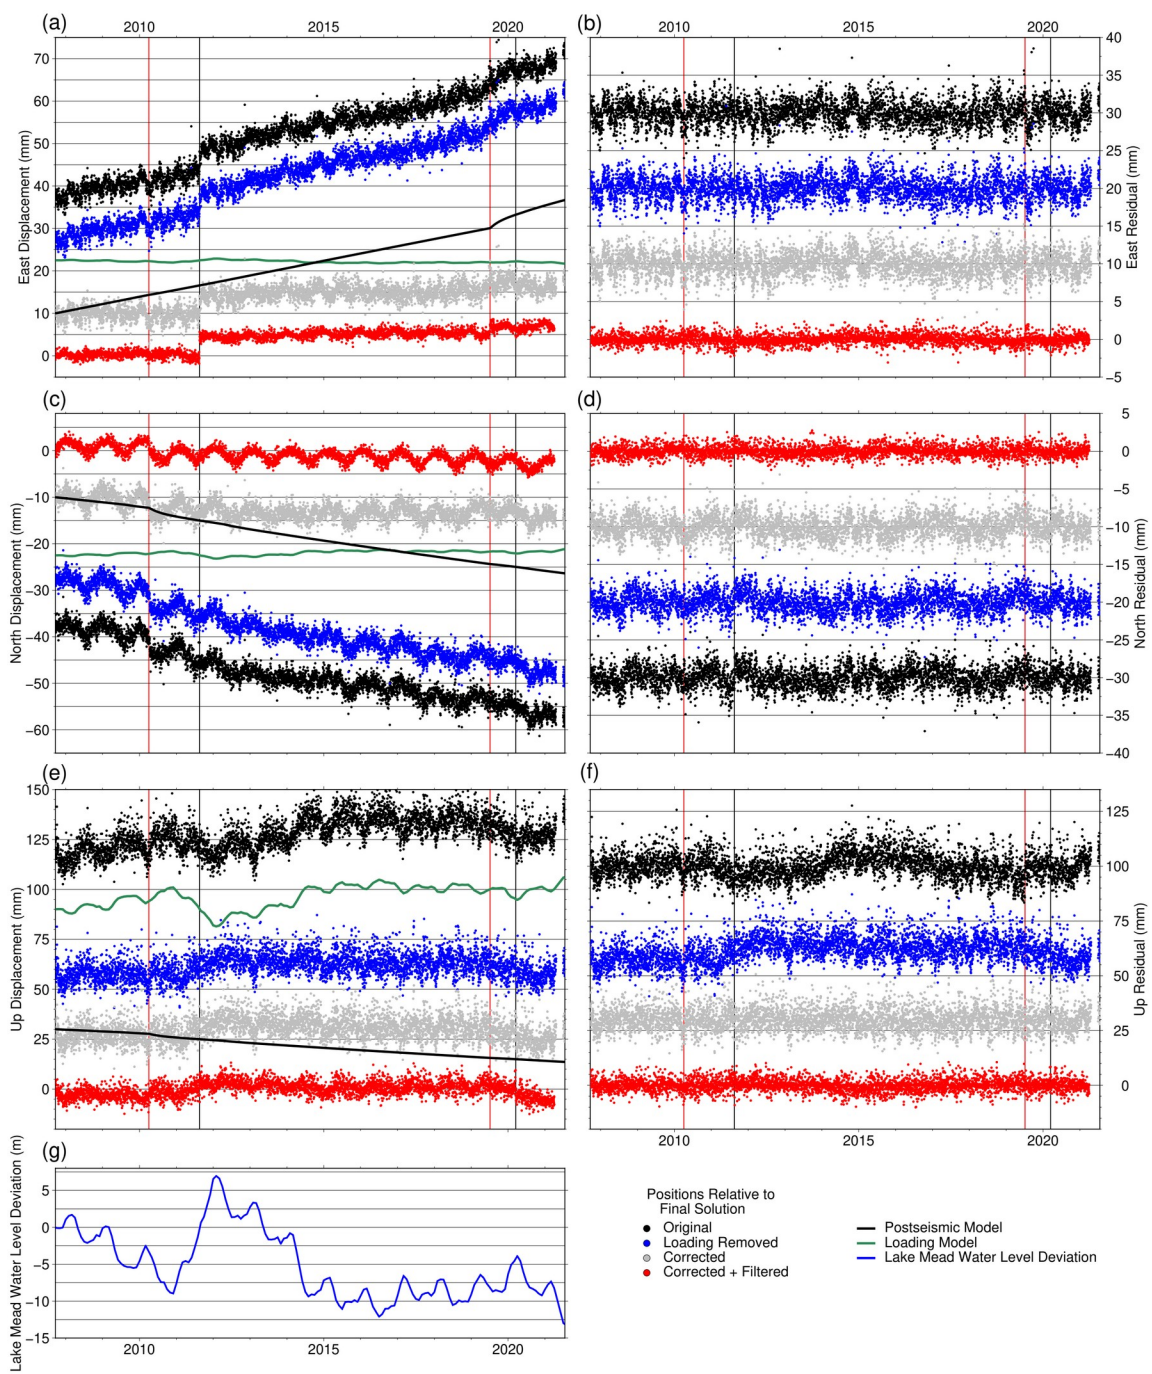 (a)
2010
2015
2020
70
60
50
40
30
20
10
0
East Displacement (mm)
(b)
2010
2015
2020
40
35
30
25
20
15
10
5
0
−5
East Residual (mm)
(c)
0
−10
−20
−30
−40
−50
−60
North Displacement (mm)
(d)
5
0
−5
−10
−15
−20
−25
−30
−35
−40
North Residual (mm)
(e)
150
125
100
75
50
25
0
Up Displacement (mm)
(f)
125
100
75
50
25
0
Up Residual (mm)
2010
2015
2020
(g)
5
0
−5
−10
−15
Lake Mead Water Level Deviation (m)
2010
2015
2020
Positions Relative to
Final Solution
Original
Loading Removed
Corrected
Corrected + Filtered
Postseismic Model
Loading Model
Lake Mead Water Level Deviation